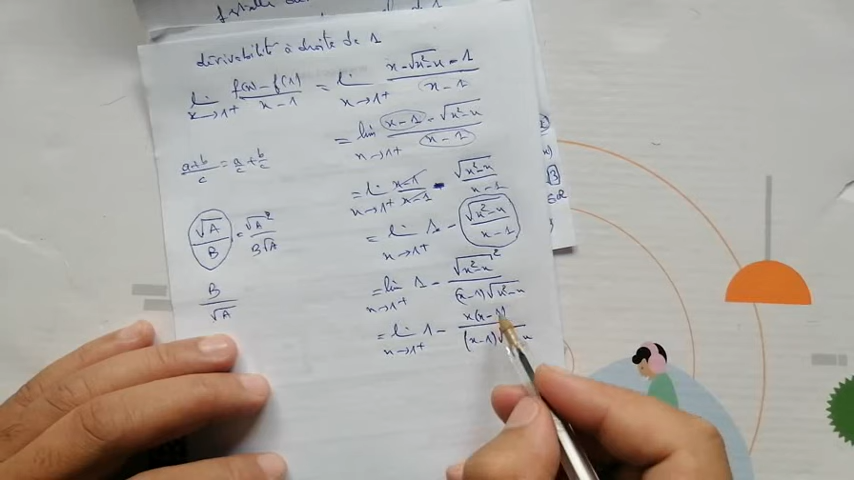 dérivabilité à droite de 1
lim x→1⁺ (f(x)-f(1))/(x-1) = lim x→1⁺ (x-√(x²-x)-1)/(x-1)
= lim x→1⁺ (x-1-√(x²-x))/(x-1)
(a+b)/c = a/c + b/c
= lim x→1⁺ (x-1)/(x-1) - √(x²-x)/(x-1)
√A/B = √A²/(B√A)
= lim x→1⁺ 1 - √(x²-x)/(x-1)
B/√A
= lim x→1⁺ 1 - √(x²-x)²/((x-1)√(x²-x))
= lim x→1⁺ 1 - x(x-1)/((x-1)√